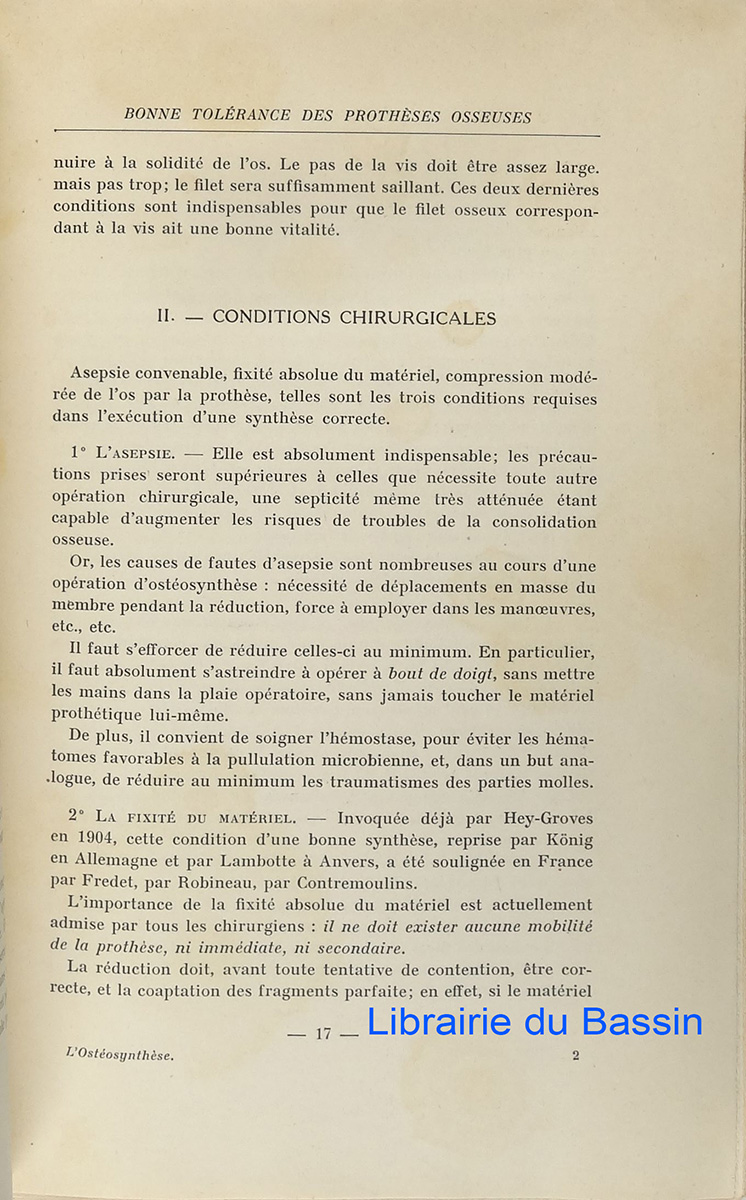 BONNE TOLÉRANCE DES PROTHÈSES OSSEUSES
nuire à la solidité de l'os. Le pas de la vis doit être assez large.
mais pas trop; le filet sera suffisamment saillant. Ces deux dernières
conditions sont indispensables pour que le filet osseux correspon-
dant à la vis ait une bonne vitalité.
II. — CONDITIONS CHIRURGICALES
Asepsie convenable, fixité absolue du matériel, compression modé-
rée de l'os par la prothèse, telles sont les trois conditions requises
dans l'exécution d'une synthèse correcte.
1° L'ASEPSIE. — Elle est absolument indispensable; les précau-
tions prises seront supérieures à celles que nécessite toute autre
opération chirurgicale, une septicité même très atténuée étant
capable d'augmenter les risques de troubles de la consolidation
osseuse.
Or, les causes de fautes d'asepsie sont nombreuses au cours d'une
opération d'ostéosynthèse : nécessité de déplacements en masse du
membre pendant la réduction, force à employer dans les manœuvres,
etc., etc.
Il faut s'efforcer de réduire celles-ci au minimum. En particulier,
il faut absolument s'astreindre à opérer à bout de doigt, sans mettre
les mains dans la plaie opératoire, sans jamais toucher le matériel
prothétique lui-même.
De plus, il convient de soigner l'hémostase, pour éviter les héma-
tomes favorables à la pullulation microbienne, et, dans un but ana-
logue, de réduire au minimum les traumatismes des parties molles.
2° LA FIXITÉ DU MATÉRIEL. — Invoquée déjà par Hey-Groves
en 1904, cette condition d'une bonne synthèse, reprise par König
en Allemagne et par Lambotte à Anvers, a été soulignée en France
par Fredet, par Robineau, par Contremoulins.
L'importance de la fixité absolue du matériel est actuellement
admise par tous les chirurgiens : il ne doit exister aucune mobilité
de la prothèse, ni immédiate, ni secondaire.
La réduction doit, avant toute tentative de contention, être cor-
recte, et la coaptation des fragments parfaite; en effet, si le matériel
— 17 —
Librairie du Bassin
L'Ostéosynthèse.
2